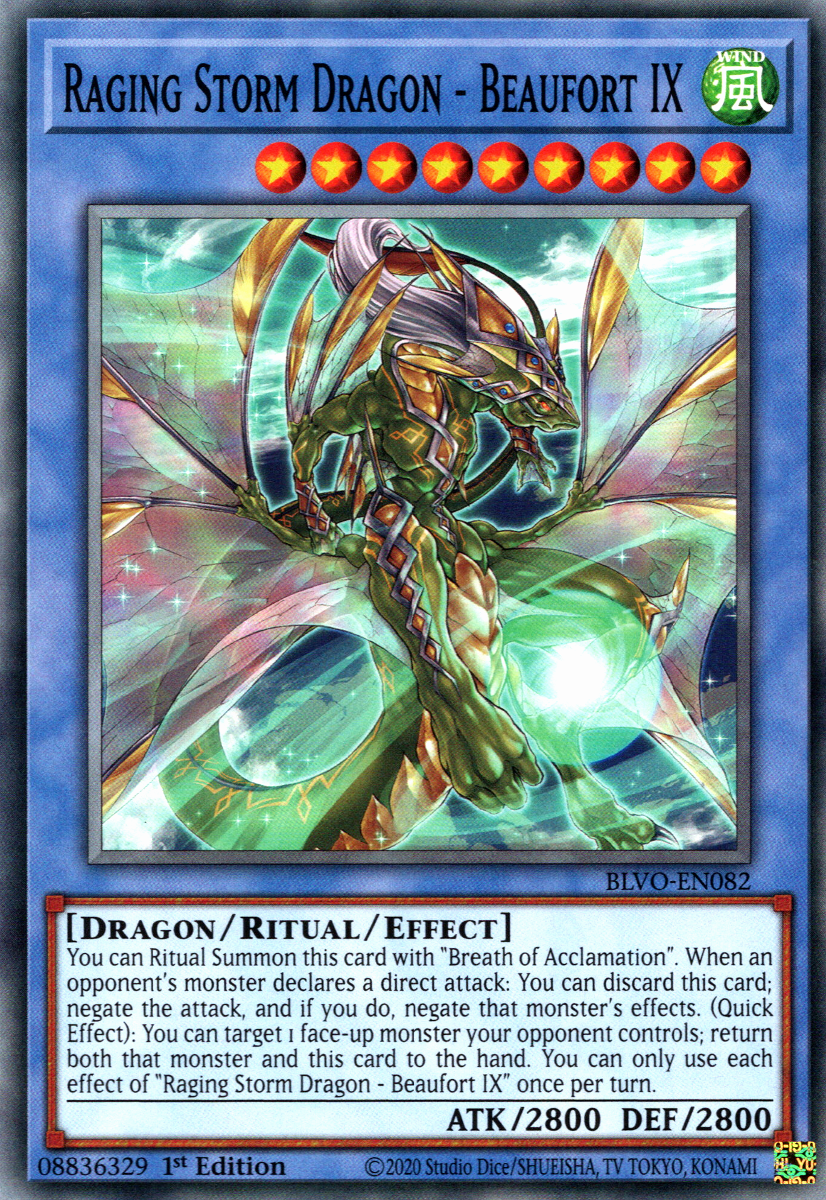 RAGING STORM DRAGON - BEAUFORT IX
WIND
風
BLVO-EN082
[DRAGON/RITUAL/EFFECT]
You can Ritual Summon this card with "Breath of Acclamation". When an
opponent's monster declares a direct attack: You can discard this card;
negate the attack, and if you do, negate that monster's effects. (Quick
Effect): You can target 1 face-up monster your opponent controls; return
both that monster and this card to the hand. You can only use each
effect of "Raging Storm Dragon - Beaufort IX" once per turn.
ATK/2800 DEF/2800
08836329 1st Edition ©2020 Studio Dice/SHUEISHA, TV TOKYO, KONAMI